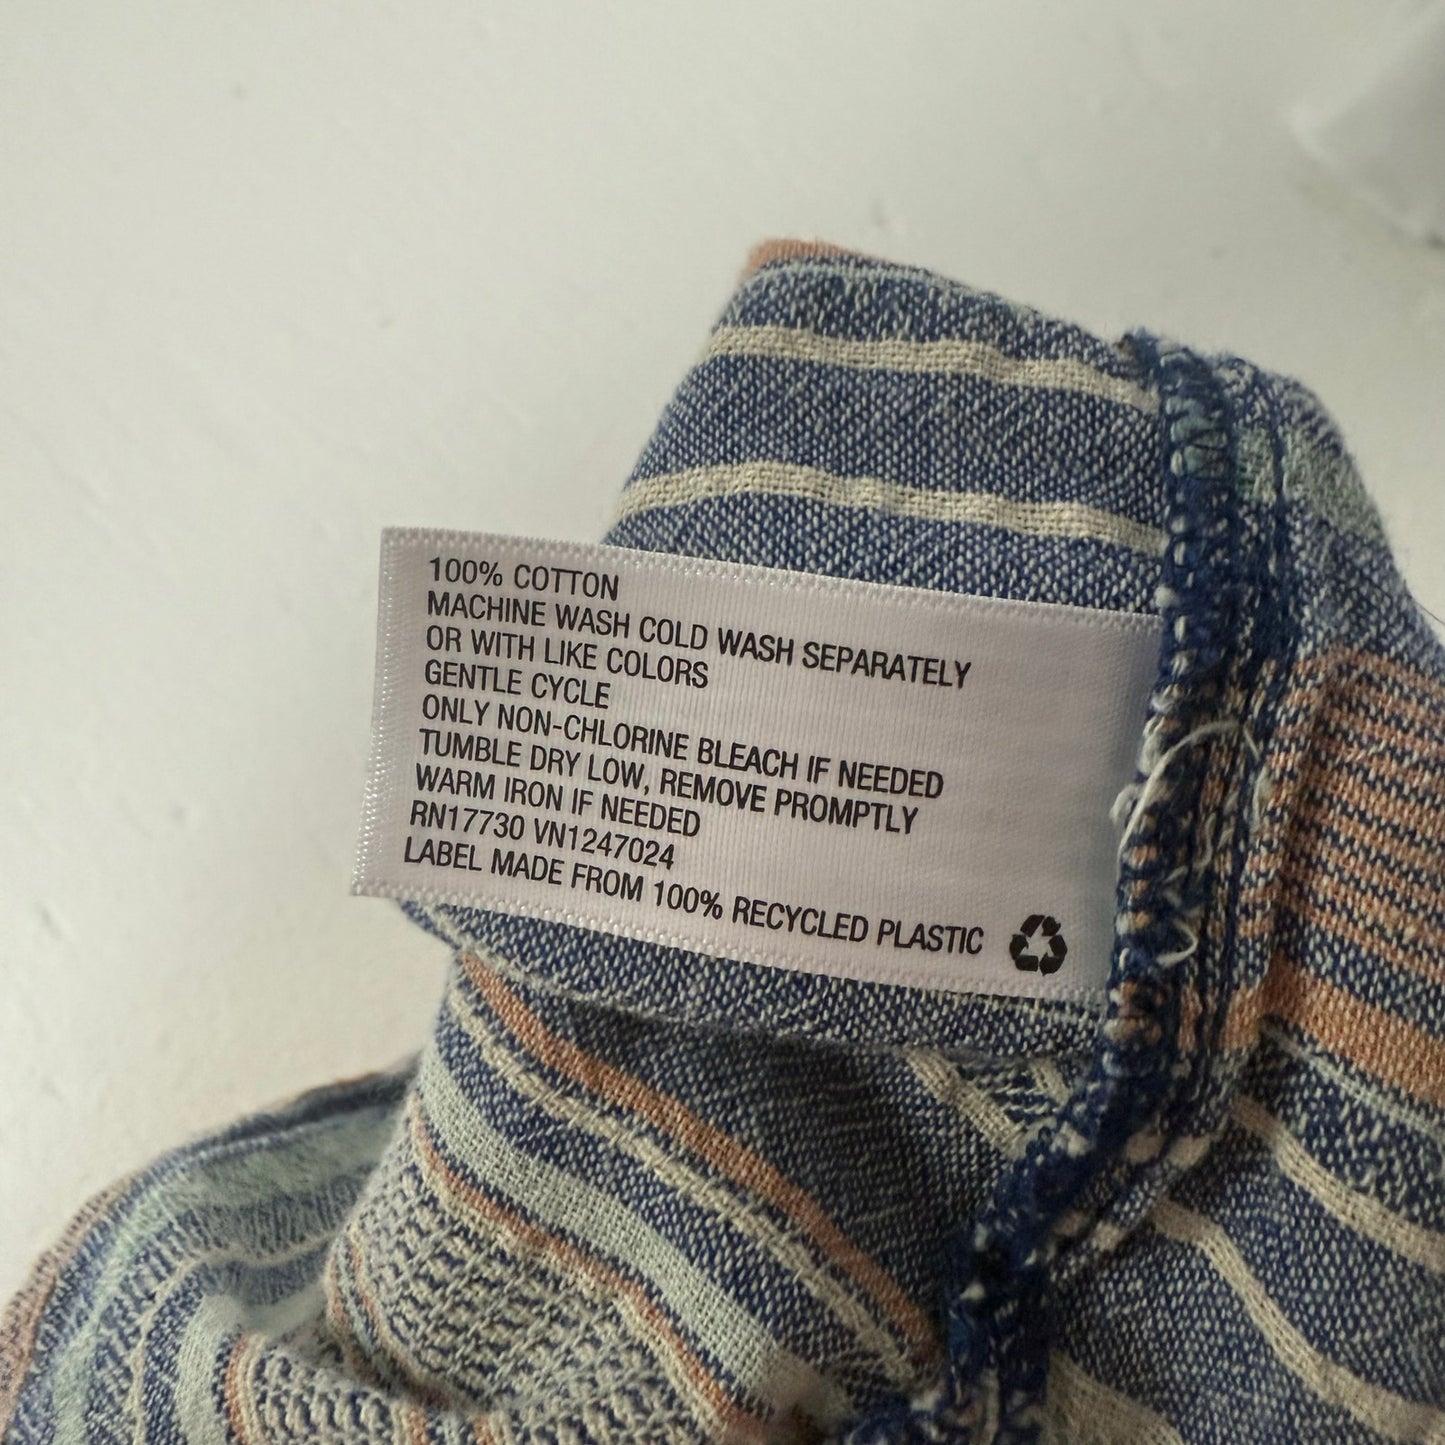 100% COTTON
MACHINE WASH COLD WASH SEPARATELY
OR WITH LIKE COLORS
GENTLE CYCLE
ONLY NON-CHLORINE BLEACH IF NEEDED
TUMBLE DRY LOW, REMOVE PROMPTLY
WARM IRON IF NEEDED
RN17730 VN1247024
LABEL MADE FROM 100% RECYCLED PLASTIC